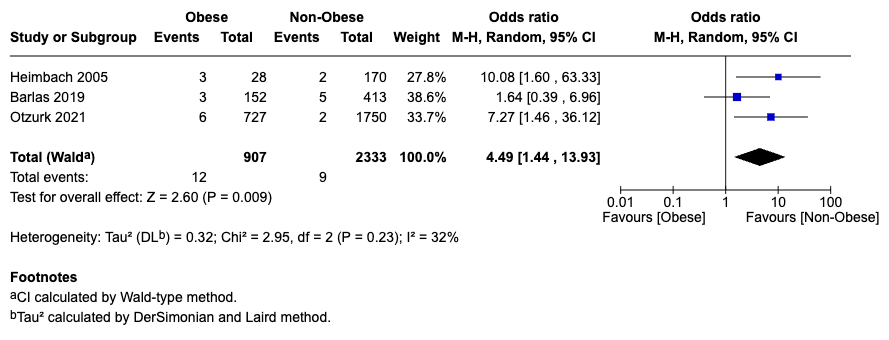 Obese Non-Obese Odds ratio Odds ratio
Study or Subgroup Events Total Events Total Weight M-H, Random, 95% CI M-H, Random, 95% CI
Heimbach 2005 3 28 2 170 27.8% 10.08 [1.60 , 63.33]
Barlas 2019 3 152 5 413 38.6% 1.64 [0.39 , 6.96]
Otzurk 2021 6 727 2 1750 33.7% 7.27 [1.46 , 36.12]
Total (Waldᵃ) 907 2333 100.0% 4.49 [1.44 , 13.93]
Total events: 12 9
Test for overall effect: Z = 2.60 (P = 0.009)
0.01 0.1 1 10 100
Favours [Obese] Favours [Non-Obese]
Heterogeneity: Tau² (DLᵇ) = 0.32; Chi² = 2.95, df = 2 (P = 0.23); I² = 32%
Footnotes
ᵃCI calculated by Wald-type method.
ᵇTau² calculated by DerSimonian and Laird method.